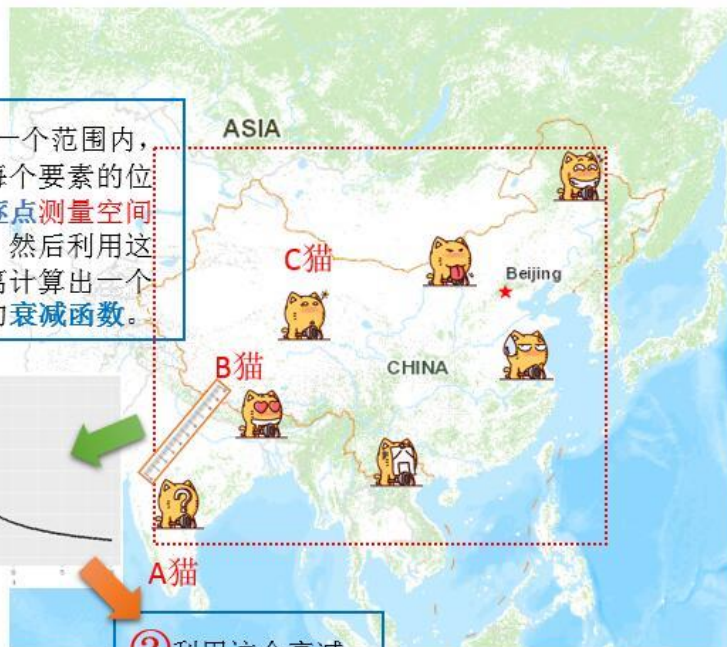 一个范围内，
每个要素的位
逐点测量空间
，然后利用这
离计算出一个
的衰减函数。
ASIA
C猫
Beijing
B猫
CHINA
A猫
②利用这个衰减